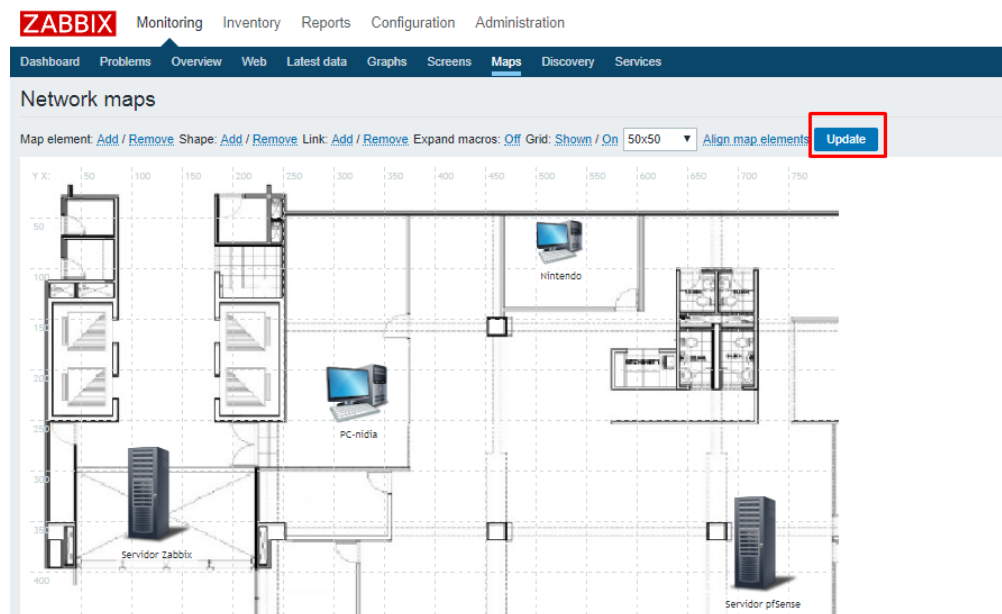 ZABBIX Monitoring Inventory Reports Configuration Administration
Dashboard Problems Overview Web Latest data Graphs Screens Maps Discovery Services
Network maps
Map element: Add / Remove Shape: Add / Remove Link: Add / Remove Expand macros: Off Grid: Shown / On 50x50 ▼ Align map elements Update
Y X: 50 100 150 200 250 300 350 400 450 500 550 600 650 700 750
50
Nintendo
100
150
200
PC-nidia
250
300
350
Servidor Zabbix
400
Servidor pfSense